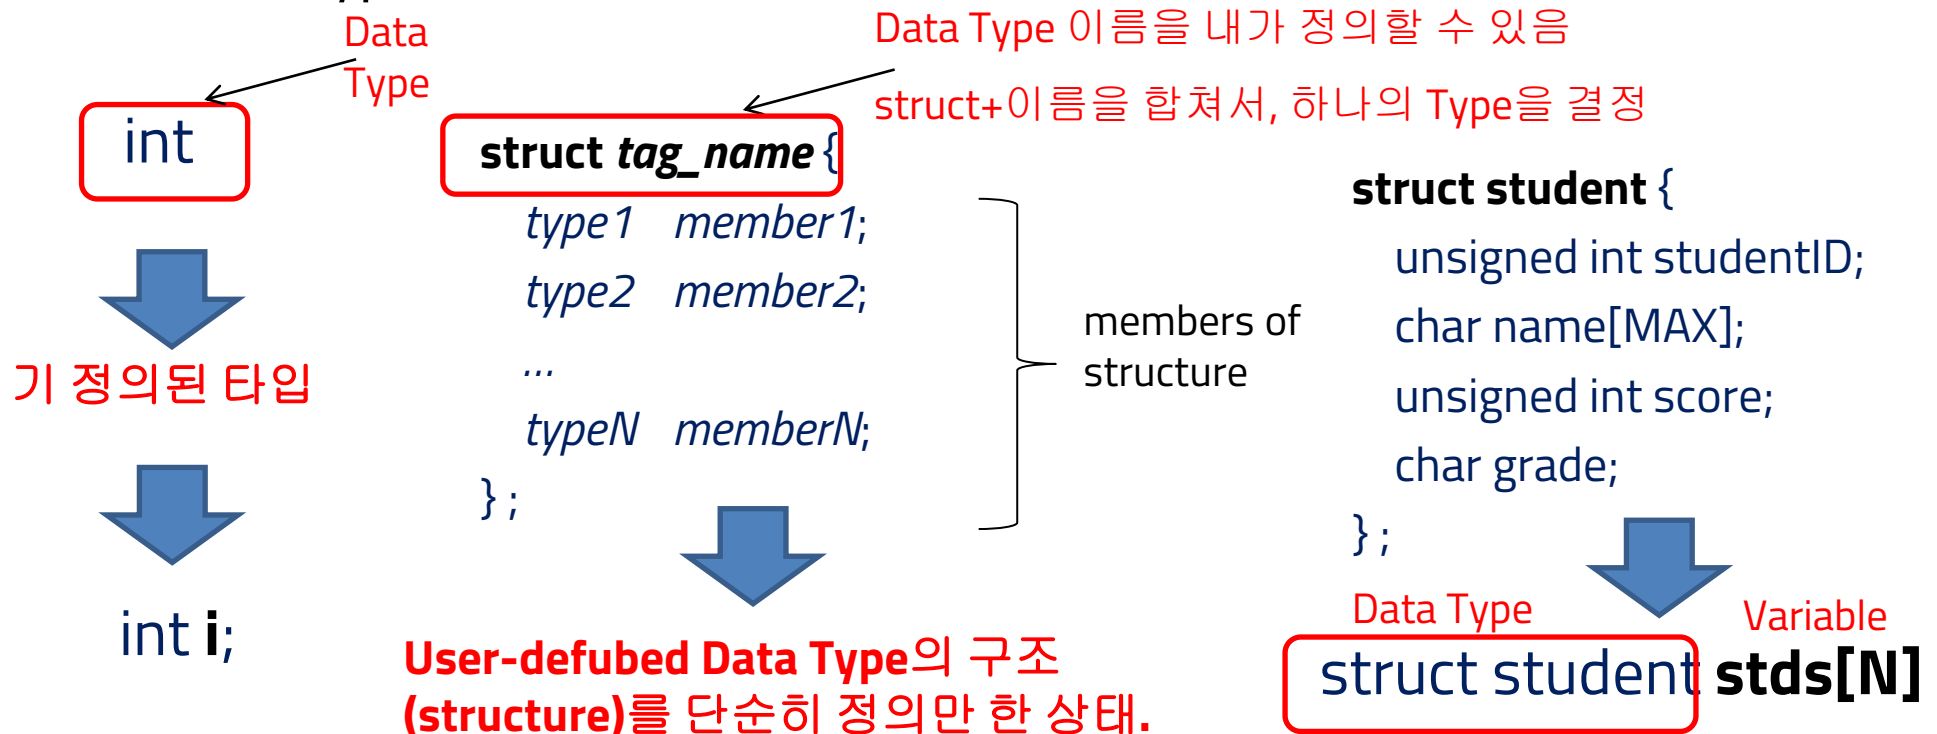 Data
Type
int
기 정의된 타입
int i;
Data Type 이름을 내가 정의할 수 있음
struct+이름을 합쳐서, 하나의 Type을 결정
struct tag_name {
type1 member1;
type2 member2;
...
typeN memberN;
} ;
members of
structure
User-defubed Data Type의 구조
(structure)를 단순히 정의만 한 상태.
struct student {
unsigned int studentID;
char name[MAX];
unsigned int score;
char grade;
} ;
Data Type
Variable
struct student stds[N]